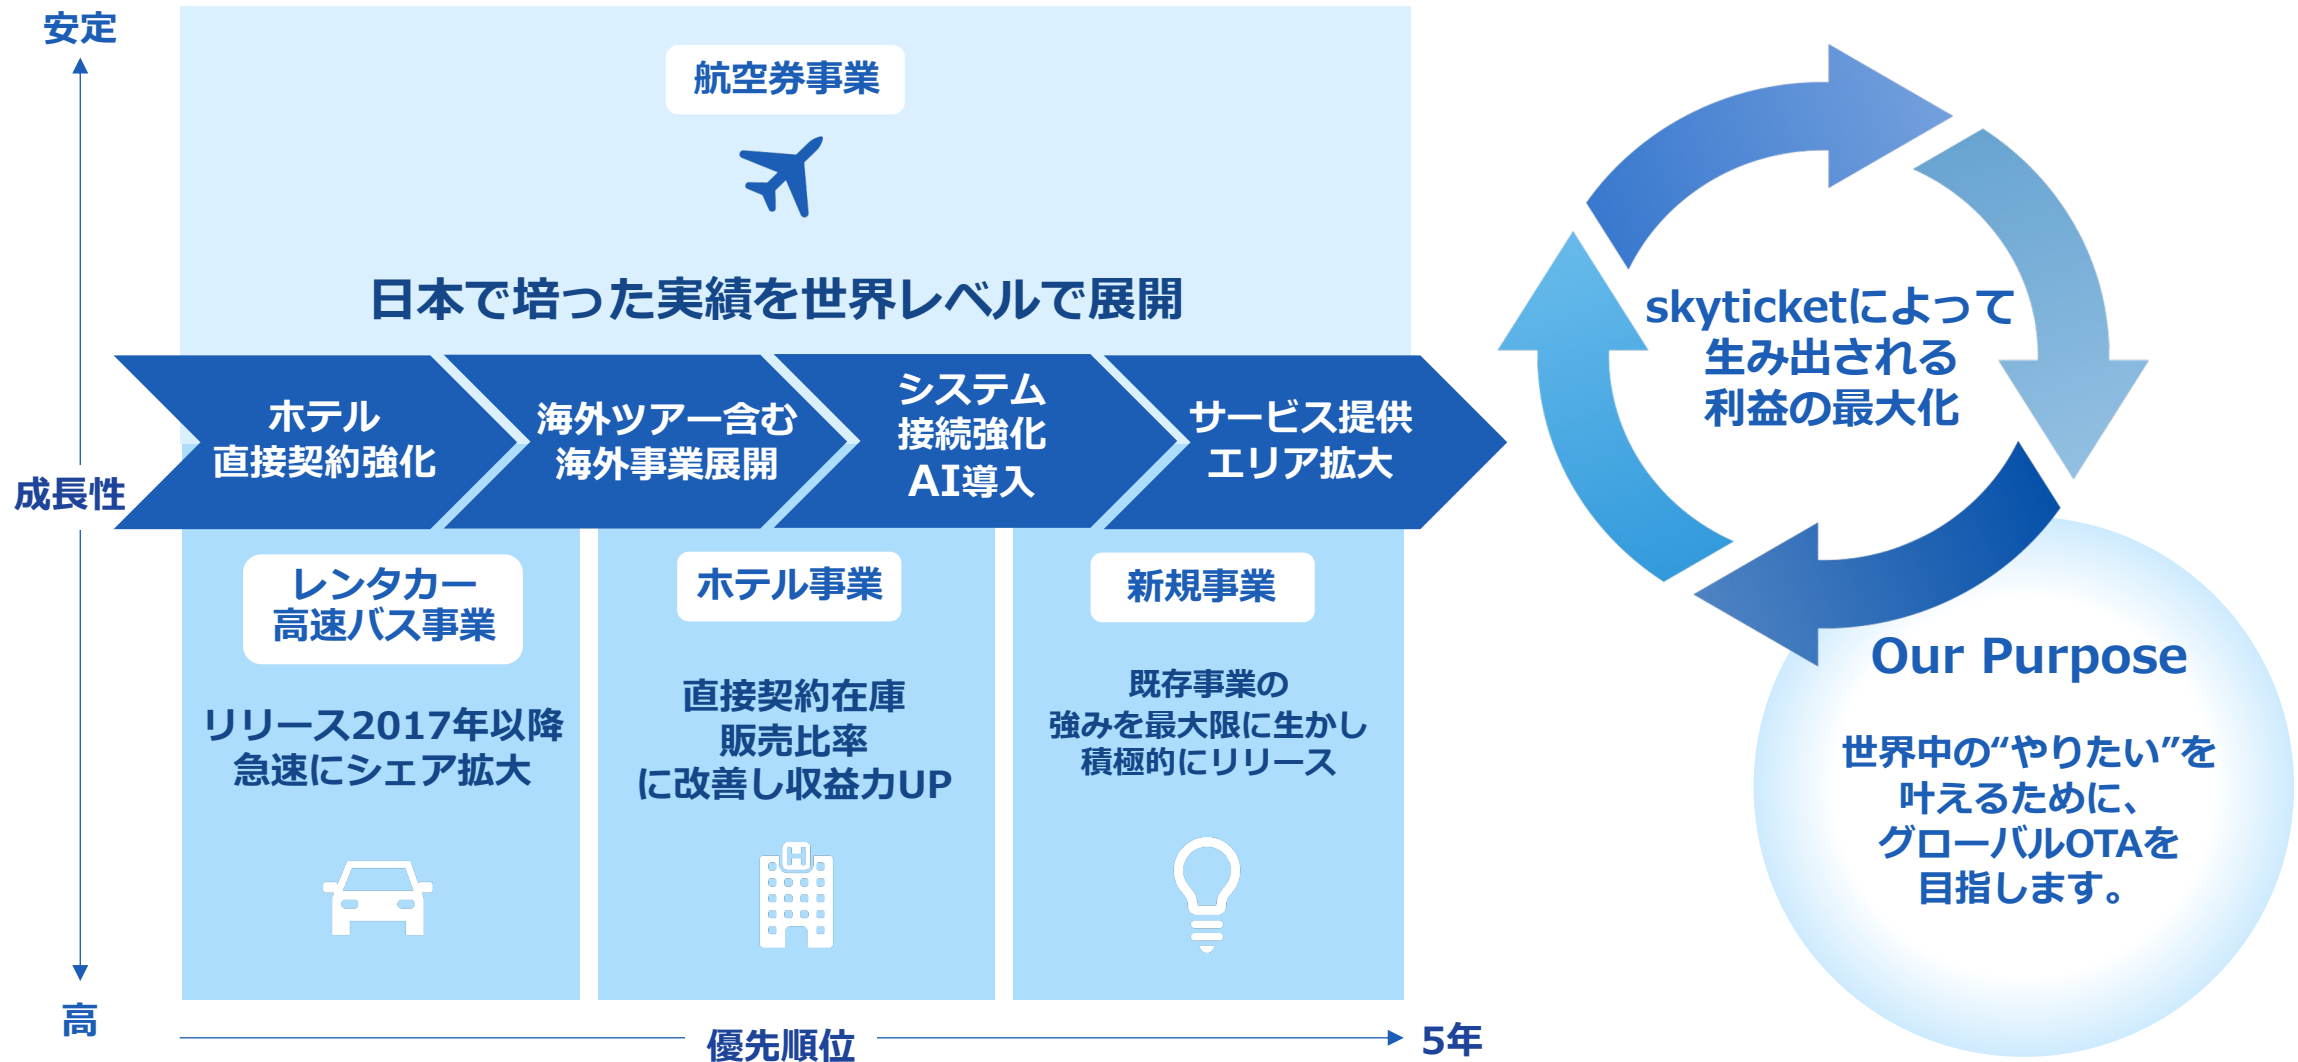 安定
航空券事業
日本で培った実績を世界レベルで展開
成長性
ホテル
直接契約強化
海外ツアー含む
海外事業展開
システム
接続強化
AI導入
サービス提供
エリア拡大
レンタカー
高速バス事業
リリース2017年以降
急速にシェア拡大
ホテル事業
直接契約在庫
販売比率
に改善し収益力UP
新規事業
既存事業の
強みを最大限に生かし
積極的にリリース
高
優先順位
5年
skyticketによって
生み出される
利益の最大化
Our Purpose
世界中の“やりたい”を
叶えるために、
グローバルOTAを
目指します。